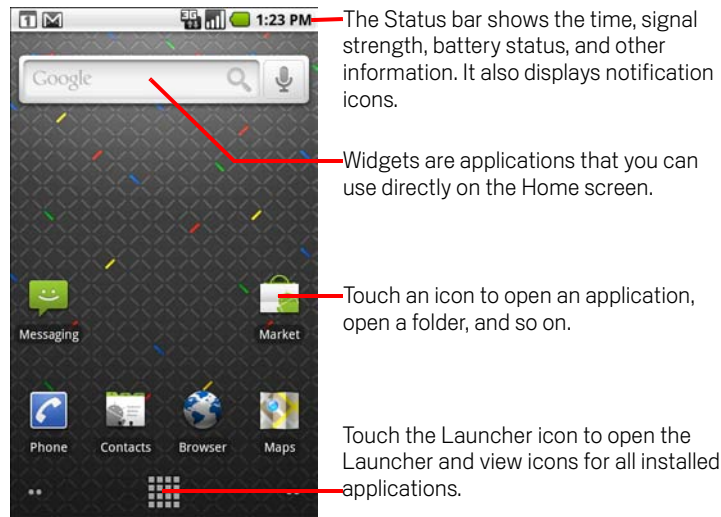 1 3G 1:23 PM
Google
The Status bar shows the time, signal
strength, battery status, and other
information. It also displays notification
icons.
Widgets are applications that you can
use directly on the Home screen.
Messaging
Market
Touch an icon to open an application,
open a folder, and so on.
Phone Contacts Browser Maps
Touch the Launcher icon to open the
Launcher and view icons for all installed
applications.